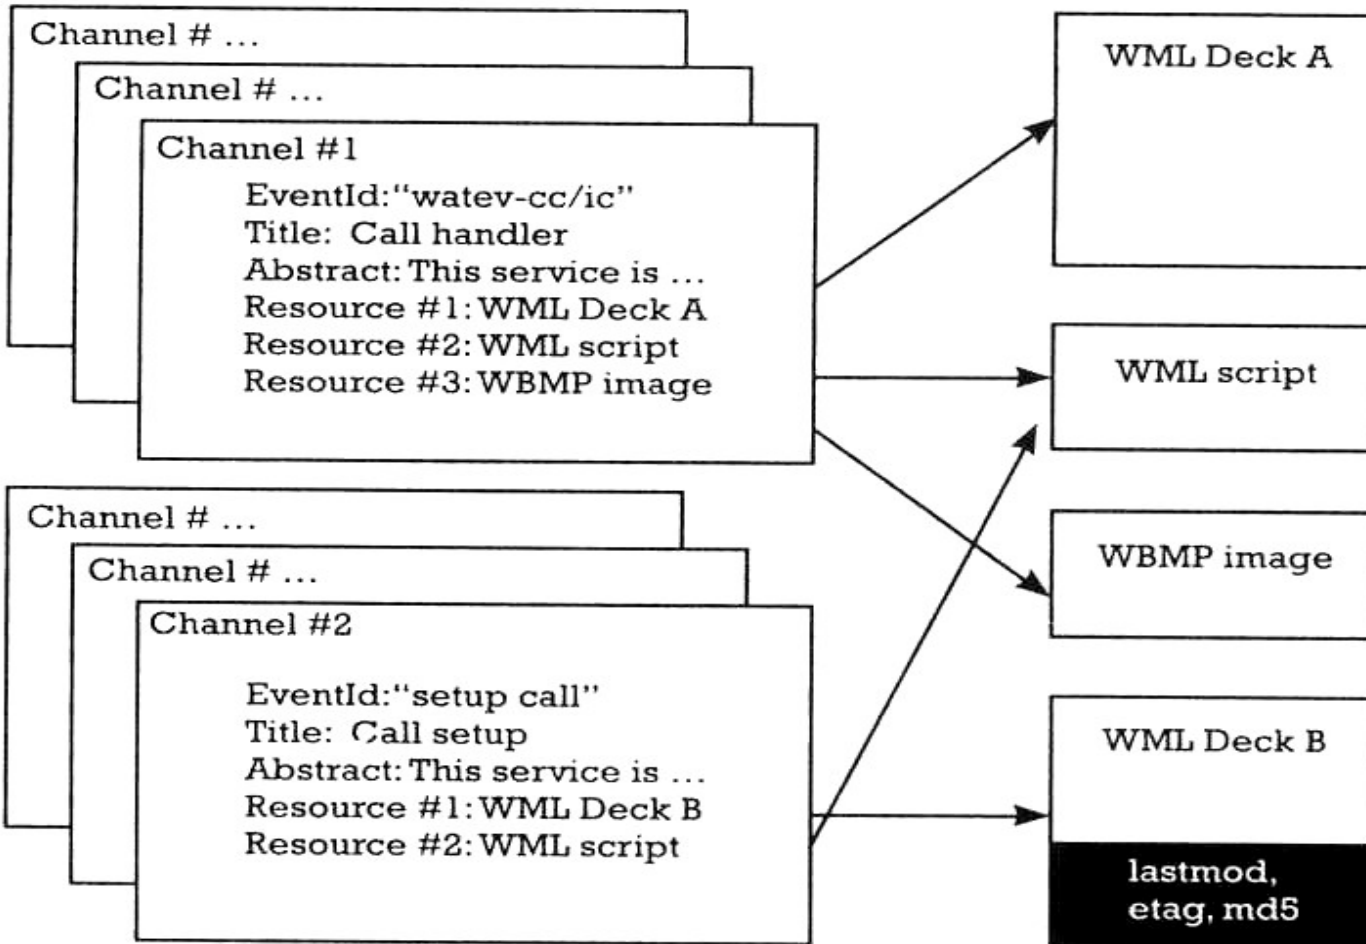 Channel # ...
Channel # ...
Channel #1
EventId:“watev-cc/ic”
Title: Call handler
Abstract: This service is ...
Resource #1: WML Deck A
Resource #2: WML script
Resource #3: WBMP image
Channel # ...
Channel # ...
Channel #2
EventId:“setup call”
Title: Call setup
Abstract: This service is ...
Resource #1: WML Deck B
Resource #2: WML script
WML Deck A
WML script
WBMP image
WML Deck B
lastmod,
etag, md5